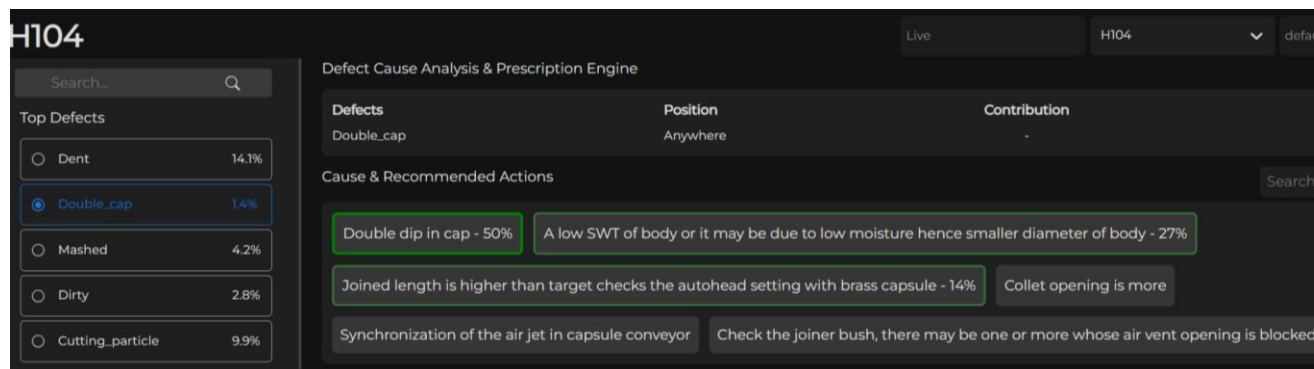 H104
Live
H104
defau
Search...
Top Defects
Dent 14.1%
Double_cap 1.4%
Mashed 4.2%
Dirty 2.8%
Cutting_particle 9.9%
Defect Cause Analysis & Prescription Engine
Defects Position Contribution
Double_cap Anywhere -
Cause & Recommended Actions
Search
Double dip in cap - 50%
A low SWT of body or it may be due to low moisture hence smaller diameter of body - 27%
Joined length is higher than target checks the autohead setting with brass capsule - 14%
Collet opening is more
Synchronization of the air jet in capsule conveyor
Check the joiner bush, there may be one or more whose air vent opening is blocked